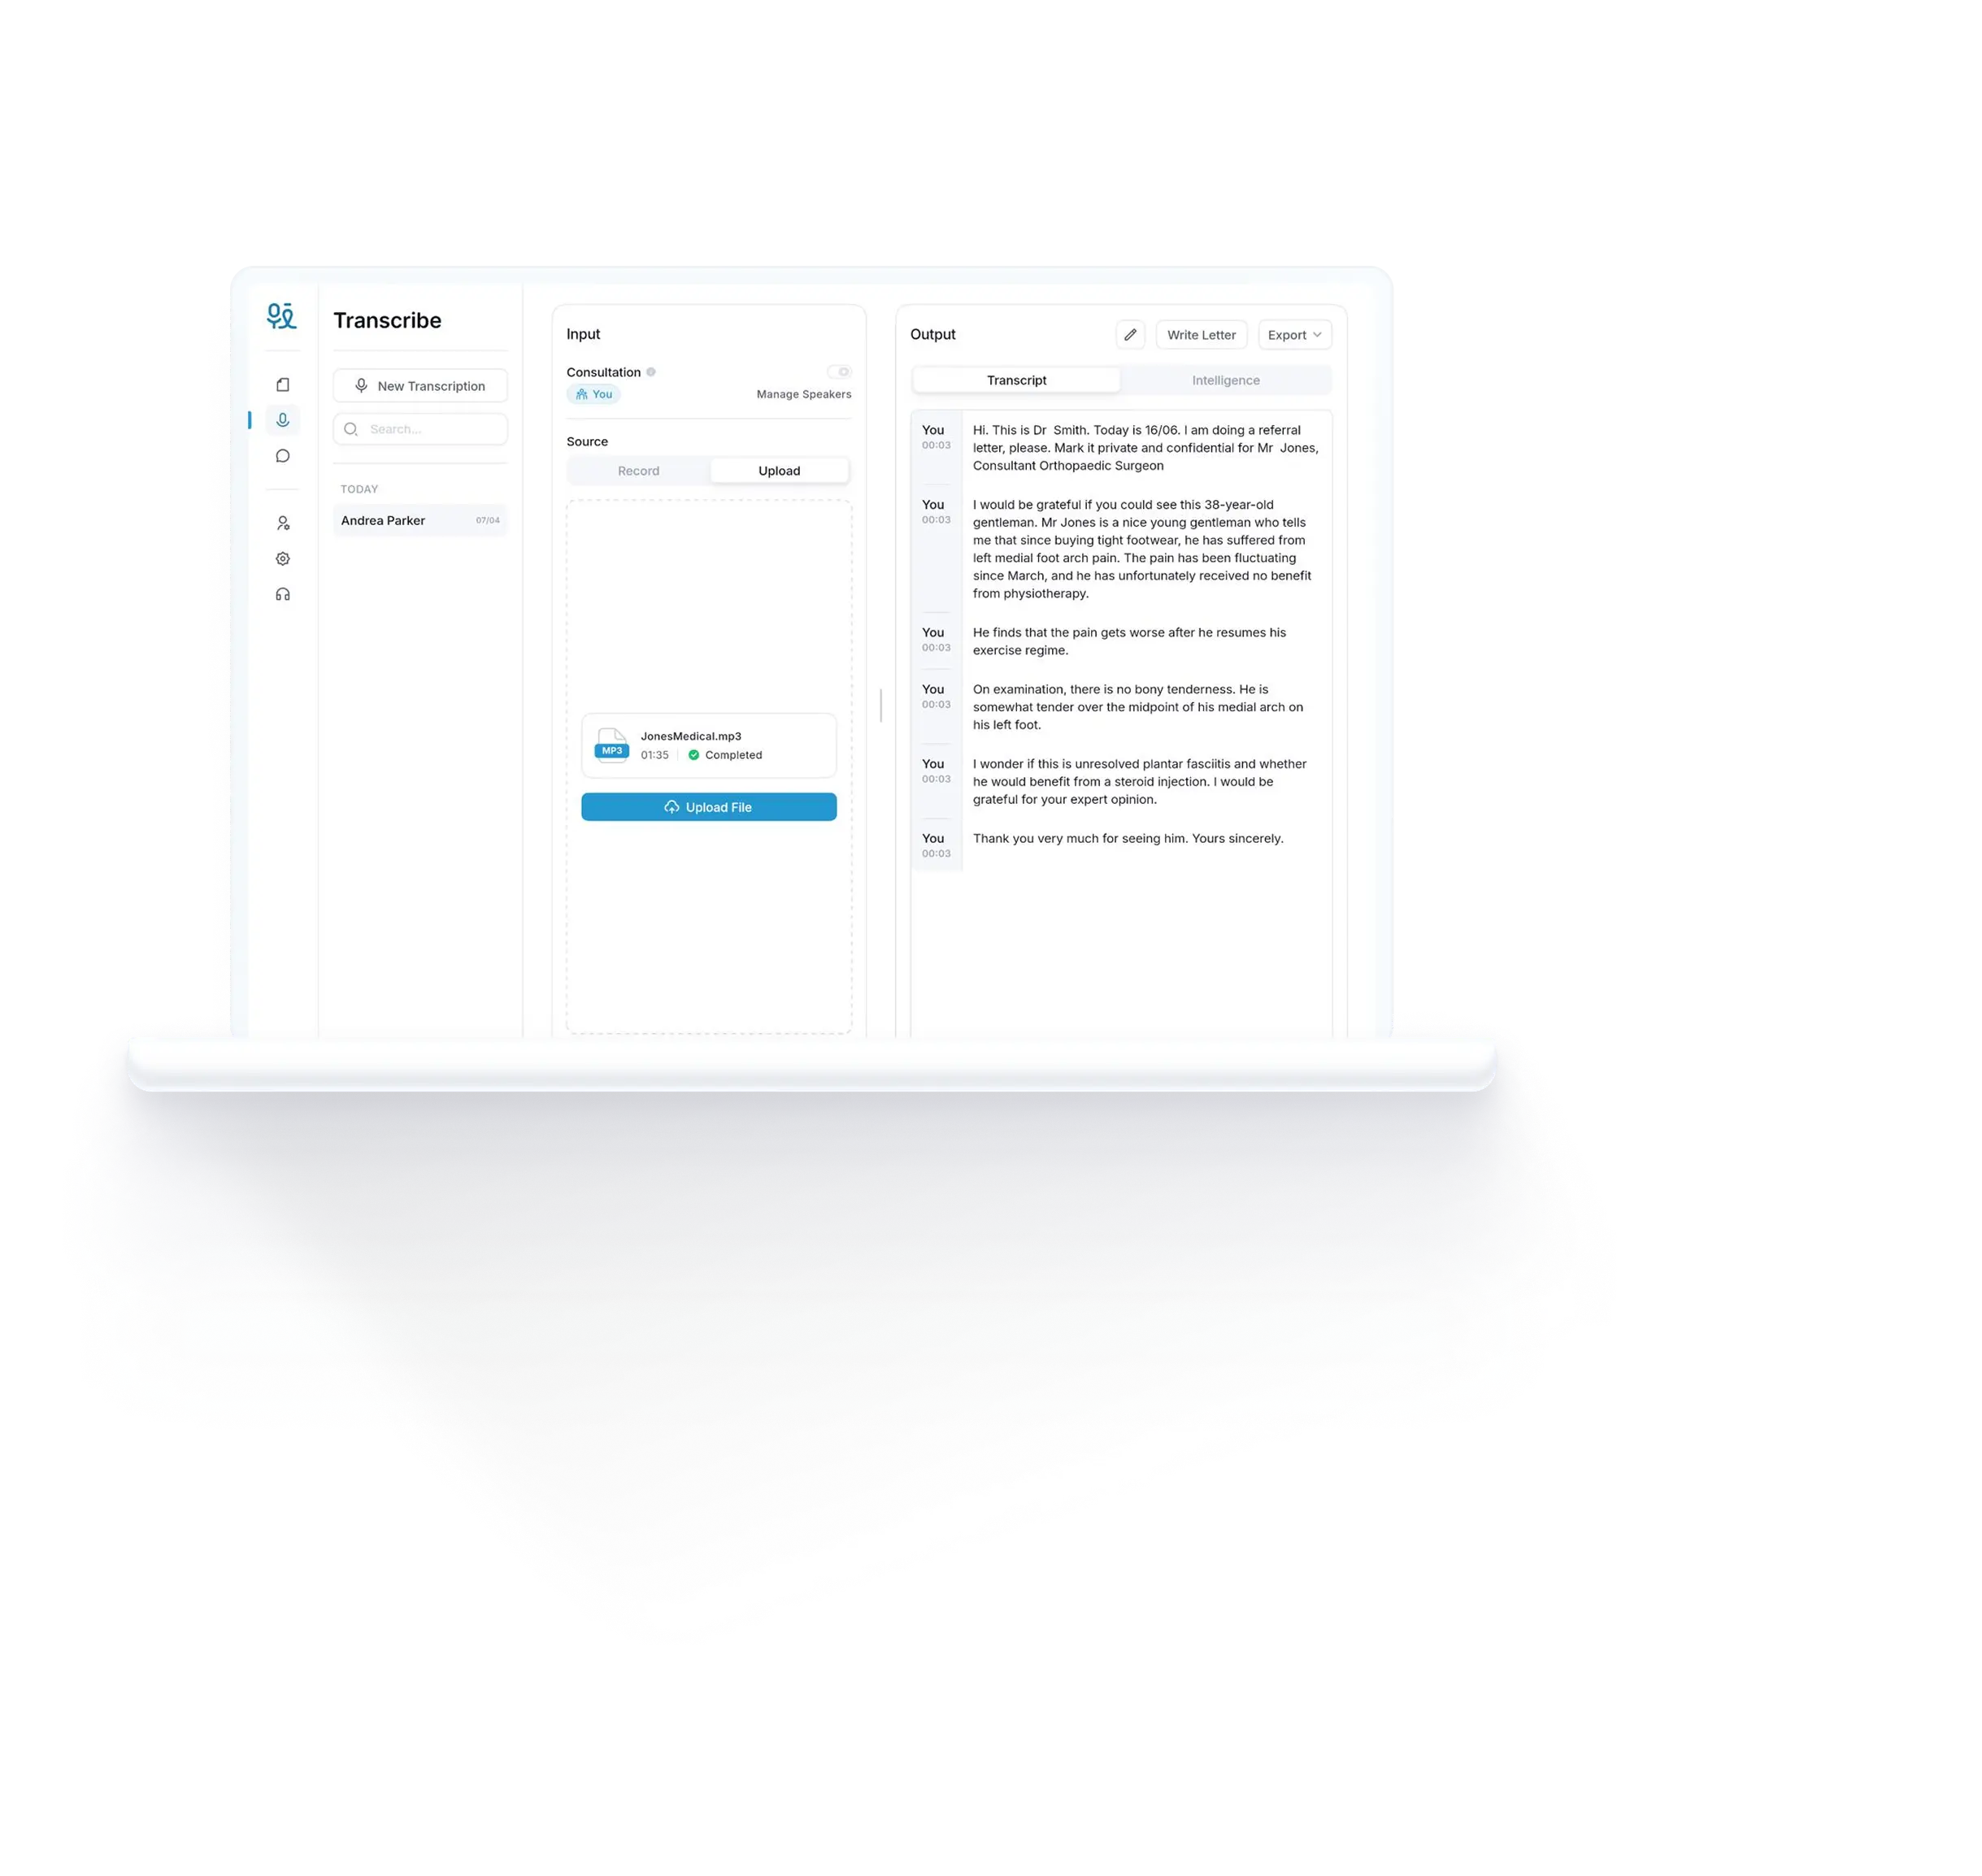 Transcribe
New Transcription
Search...
TODAY
Andrea Parker 07/04
Input
Consultation
You
Manage Speakers
Source
Record Upload
MP3
JonesMedical.mp3
01:35 Completed
Upload File
Output
Write Letter
Export
Transcript Intelligence
You
00:03
Hi. This is Dr  Smith. Today is 16/06. I am doing a referral
letter, please. Mark it private and confidential for Mr  Jones,
Consultant Orthopaedic Surgeon
You
00:03
I would be grateful if you could see this 38-year-old
gentleman. Mr Jones is a nice young gentleman who tells
me that since buying tight footwear, he has suffered from
left medial foot arch pain. The pain has been fluctuating
since March, and he has unfortunately received no benefit
from physiotherapy.
You
00:03
He finds that the pain gets worse after he resumes his
exercise regime.
You
00:03
On examination, there is no bony tenderness. He is
somewhat tender over the midpoint of his medial arch on
his left foot.
You
00:03
I wonder if this is unresolved plantar fasciitis and whether
he would benefit from a steroid injection. I would be
grateful for your expert opinion.
You
00:03
Thank you very much for seeing him. Yours sincerely.